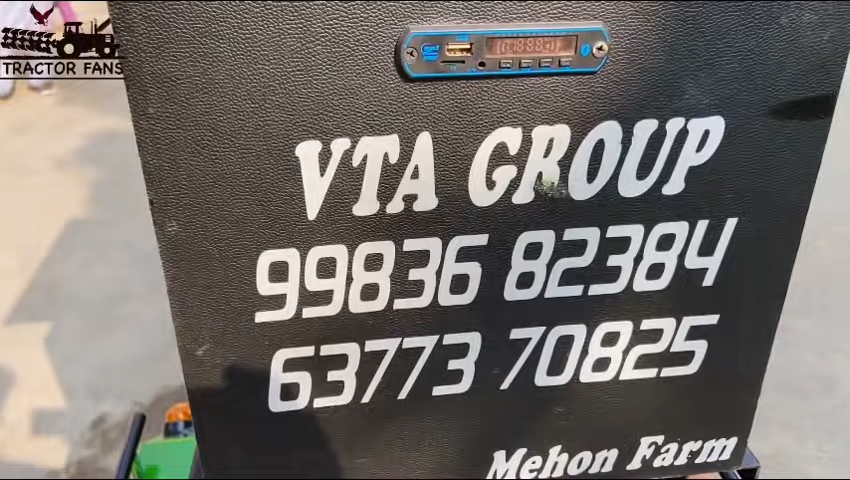 TRACTOR FANS
VTA GROUP
99836 82384
63773 70825
Mehon Farm